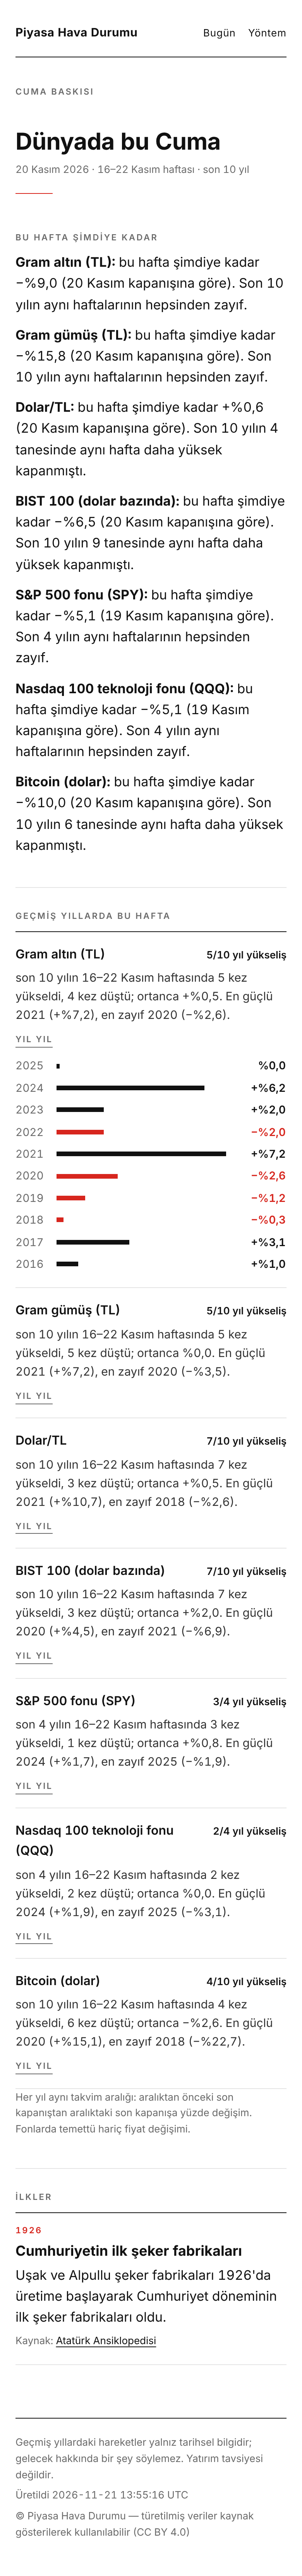 Piyasa Hava Durumu
Bugün Yöntem
CUMA BASKISI
Dünyada bu Cuma
20 Kasım 2026 · 16–22 Kasım haftası · son 10 yıl
BU HAFTA ŞİMDİYE KADAR
Gram altın (TL): bu hafta şimdiye kadar
−%9,0 (20 Kasım kapanışına göre). Son 10
yılın aynı haftalarının hepsinden zayıf.
Gram gümüş (TL): bu hafta şimdiye kadar
−%15,8 (20 Kasım kapanışına göre). Son
10 yılın aynı haftalarının hepsinden zayıf.
Dolar/TL: bu hafta şimdiye kadar +%0,6
(20 Kasım kapanışına göre). Son 10 yılın 4
tanesinde aynı hafta daha yüksek
kapanmıştı.
BIST 100 (dolar bazında): bu hafta şimdiye
kadar −%6,5 (20 Kasım kapanışına göre).
Son 10 yılın 9 tanesinde aynı hafta daha
yüksek kapanmıştı.
S&P 500 fonu (SPY): bu hafta şimdiye
kadar −%5,1 (19 Kasım kapanışına göre).
Son 4 yılın aynı haftalarının hepsinden
zayıf.
Nasdaq 100 teknoloji fonu (QQQ): bu
hafta şimdiye kadar −%5,1 (19 Kasım
kapanışına göre). Son 4 yılın aynı
haftalarının hepsinden zayıf.
Bitcoin (dolar): bu hafta şimdiye kadar
−%10,0 (20 Kasım kapanışına göre). Son
10 yılın 6 tanesinde aynı hafta daha yüksek
kapanmıştı.
GEÇMİŞ YILLARDA BU HAFTA
Gram altın (TL) 5/10 yıl yükseliş
son 10 yılın 16–22 Kasım haftasında 5 kez
yükseldi, 4 kez düştü; ortanca +%0,5. En güçlü
2021 (+%7,2), en zayıf 2020 (−%2,6).
YIL YIL
2025 %0,0
2024 +%6,2
2023 +%2,0
2022 −%2,0
2021 +%7,2
2020 −%2,6
2019 −%1,2
2018 −%0,3
2017 +%3,1
2016 +%1,0
Gram gümüş (TL) 5/10 yıl yükseliş
son 10 yılın 16–22 Kasım haftasında 5 kez
yükseldi, 5 kez düştü; ortanca %0,0. En güçlü
2021 (+%7,2), en zayıf 2020 (−%3,5).
YIL YIL
Dolar/TL 7/10 yıl yükseliş
son 10 yılın 16–22 Kasım haftasında 7 kez
yükseldi, 3 kez düştü; ortanca +%0,5. En güçlü
2021 (+%10,7), en zayıf 2018 (−%2,6).
YIL YIL
BIST 100 (dolar bazında) 7/10 yıl yükseliş
son 10 yılın 16–22 Kasım haftasında 7 kez
yükseldi, 3 kez düştü; ortanca +%2,0. En güçlü
2020 (+%4,5), en zayıf 2021 (−%6,9).
YIL YIL
S&P 500 fonu (SPY) 3/4 yıl yükseliş
son 4 yılın 16–22 Kasım haftasında 3 kez
yükseldi, 1 kez düştü; ortanca +%0,8. En güçlü
2024 (+%1,7), en zayıf 2025 (−%1,9).
YIL YIL
Nasdaq 100 teknoloji fonu
(QQQ) 2/4 yıl yükseliş
son 4 yılın 16–22 Kasım haftasında 2 kez
yükseldi, 2 kez düştü; ortanca %0,0. En güçlü
2024 (+%1,9), en zayıf 2025 (−%3,1).
YIL YIL
Bitcoin (dolar) 4/10 yıl yükseliş
son 10 yılın 16–22 Kasım haftasında 4 kez
yükseldi, 6 kez düştü; ortanca −%2,6. En güçlü
2020 (+%15,1), en zayıf 2018 (−%22,7).
YIL YIL
Her yıl aynı takvim aralığı: aralıktan önceki son
kapanıştan aralıktaki son kapanışa yüzde değişim.
Fonlarda temettü hariç fiyat değişimi.
İLKLER
1926
Cumhuriyetin ilk şeker fabrikaları
Uşak ve Alpullu şeker fabrikaları 1926'da
üretime başlayarak Cumhuriyet döneminin
ilk şeker fabrikaları oldu.
Kaynak: Atatürk Ansiklopedisi
Geçmiş yıllardaki hareketler yalnız tarihsel bilgidir;
gelecek hakkında bir şey söylemez. Yatırım tavsiyesi
değildir.
Üretildi 2026-11-21 13:55:16 UTC
© Piyasa Hava Durumu — türetilmiş veriler kaynak
gösterilerek kullanılabilir (CC BY 4.0)